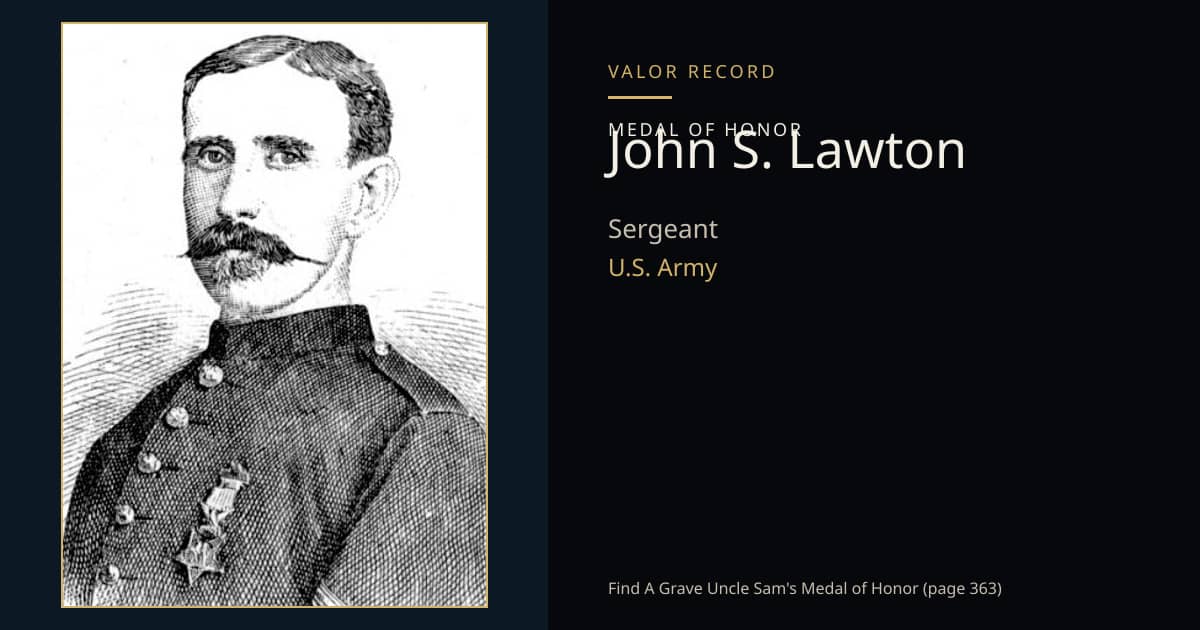 VALOR RECORD
MEDAL OF HONOR
John S. Lawton
Sergeant
U.S. Army
Find A Grave Uncle Sam's Medal of Honor (page 363)